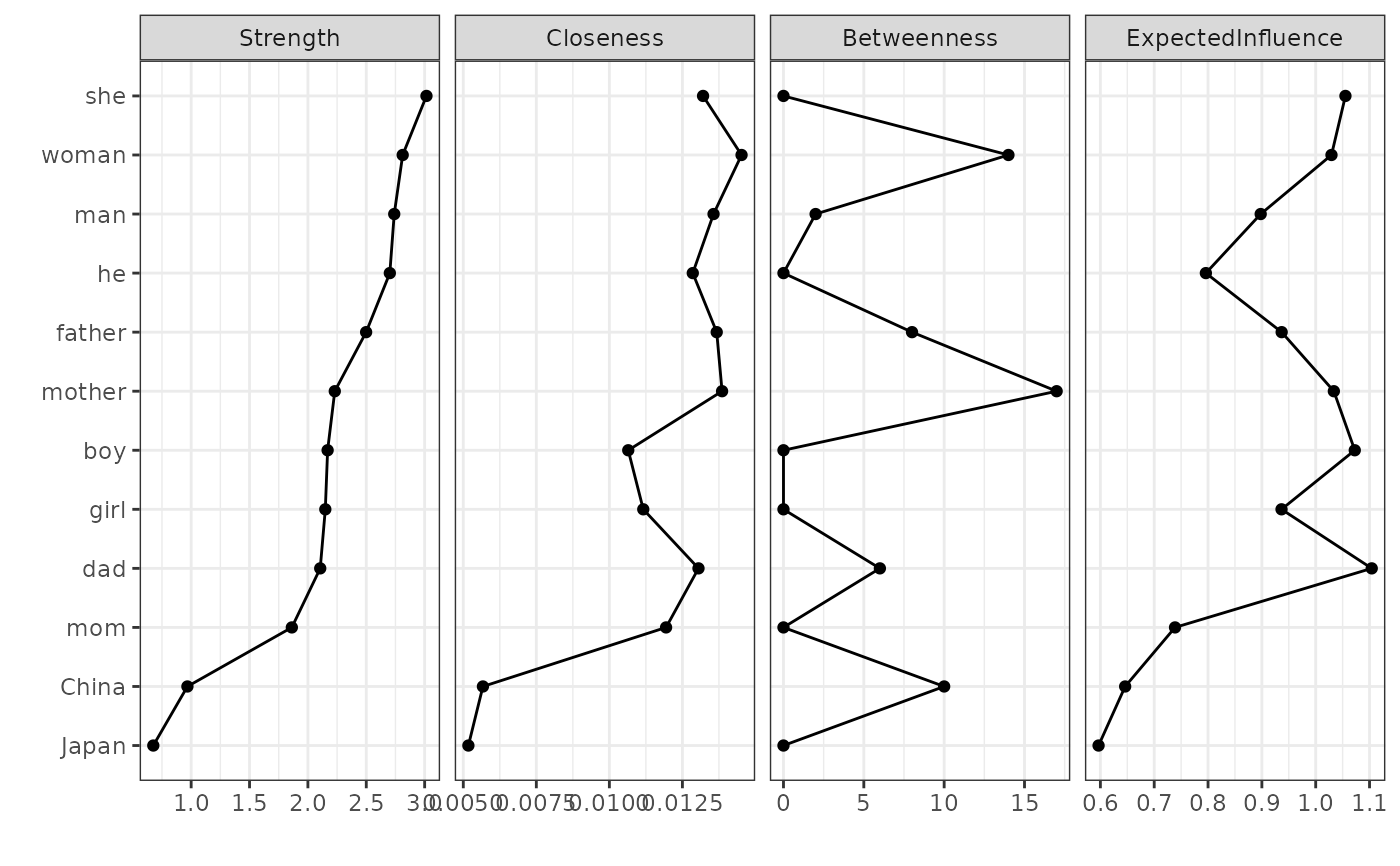 Strength Closeness Betweenness ExpectedInfluence
she
woman
man
he
father
mother
boy
girl
dad
mom
China
Japan
1.0 1.5 2.0 2.5 3.0 0.0050 0.0075 0.0100 0.0125 0 5 10 15 0.6 0.7 0.8 0.9 1.0 1.1